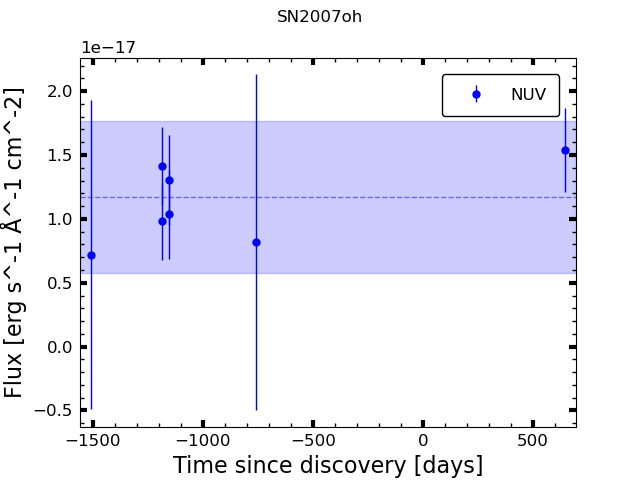 SN2007oh
1e−17
NUV
2.0
1.5
1.0
0.5
0.0
−0.5
Flux [erg s^-1 Å^-1 cm^-2]
−1500 −1000 −500 0 500
Time since discovery [days]